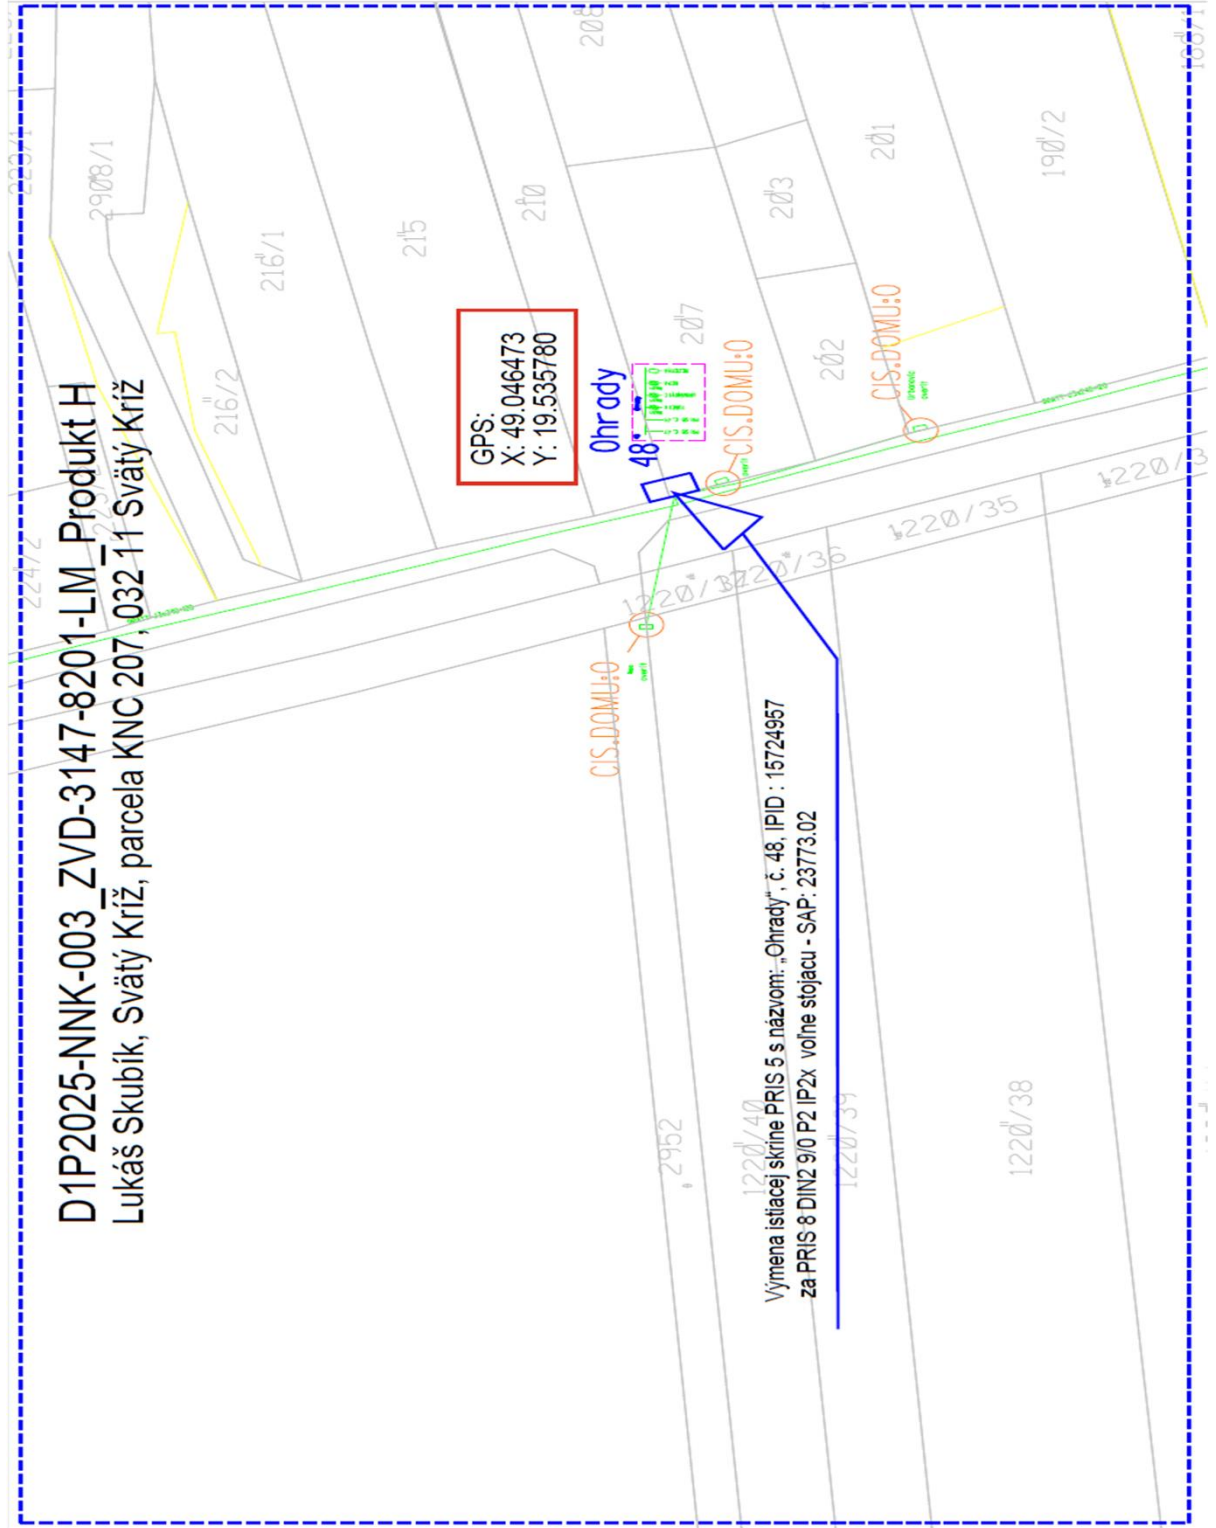 D1P2025-NNK-003_ZVD-3147-8201-LM_Produkt H
Lukáš Skubík, Svätý Kríž, parcela KNC 207, 032 11 Svätý Kríž
GPS:
X: 49.046473
Y: 19.535780
Ohrady
48
Výmena istiacej skrine PRIS 5 s názvom: „Ohrady“, č. 48, IPID : 15724957
za PRIS 8 DIN2 9/0 P2 IP2x voľne stojacu - SAP: 23773.02
CIS.DOMU:0
CIS.DOMU:0
CIS.DOMU:0
2908/1
216/1
216/2
215
210
208
207
203
202
201
190/2
1220/36
1220/35
2952
1220/40
1220/39
1220/38